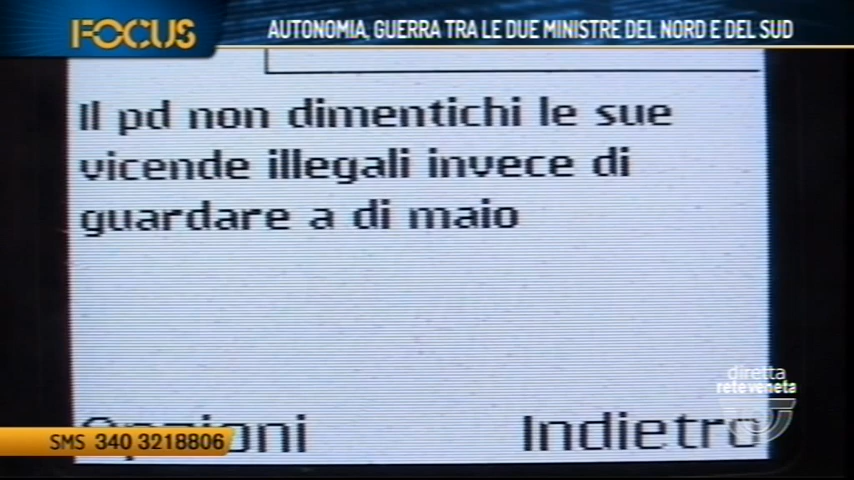 FOCUS
AUTONOMIA, GUERRA TRA LE DUE MINISTRE DEL NORD E DEL SUD
Il pd non dimentichi le sue
vicende illegali invece di
guardare a di maio
diretta
reteveneta
Opzioni
Indietro
SMS 340 3218806